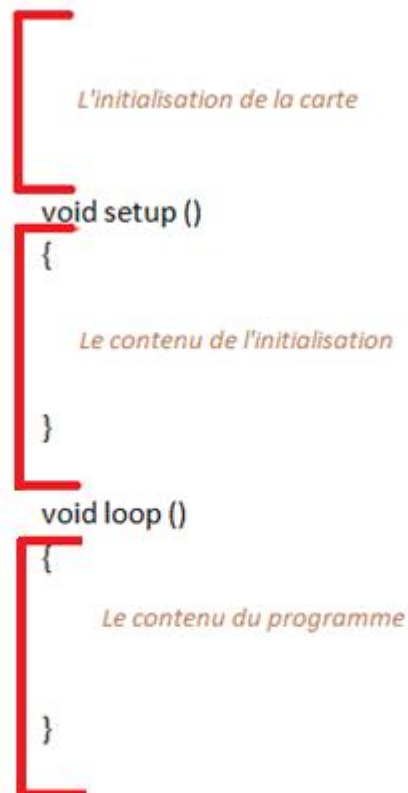 L'initialisation de la carte
void setup ()
{
Le contenu de l'initialisation
}
void loop ()
{
Le contenu du programme
}